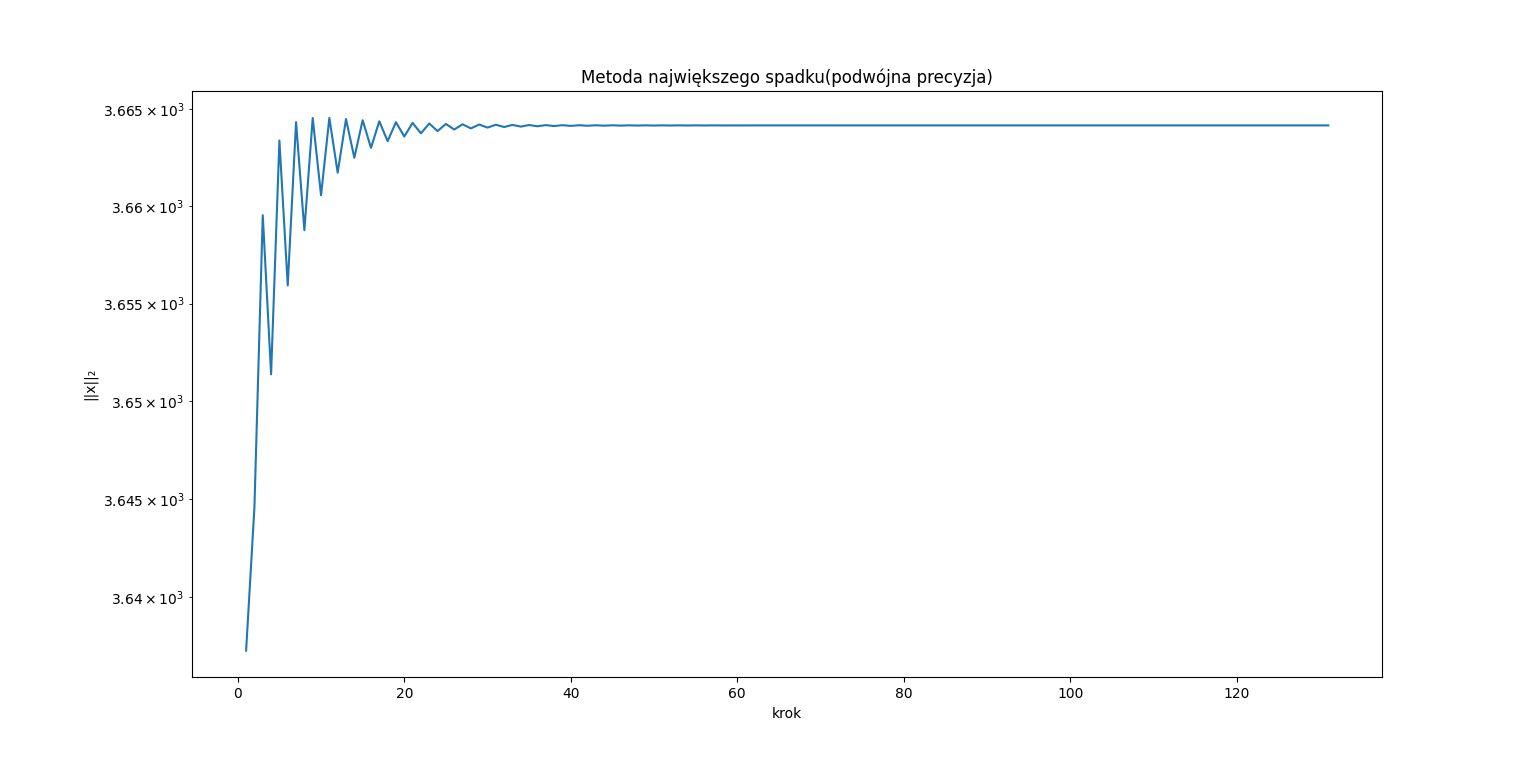 Metoda największego spadku(podwójna precyzja)
3.665 × 10³
3.66 × 10³
3.655 × 10³
3.65 × 10³
3.645 × 10³
3.64 × 10³
||x||₂
0 20 40 60 80 100 120
krok